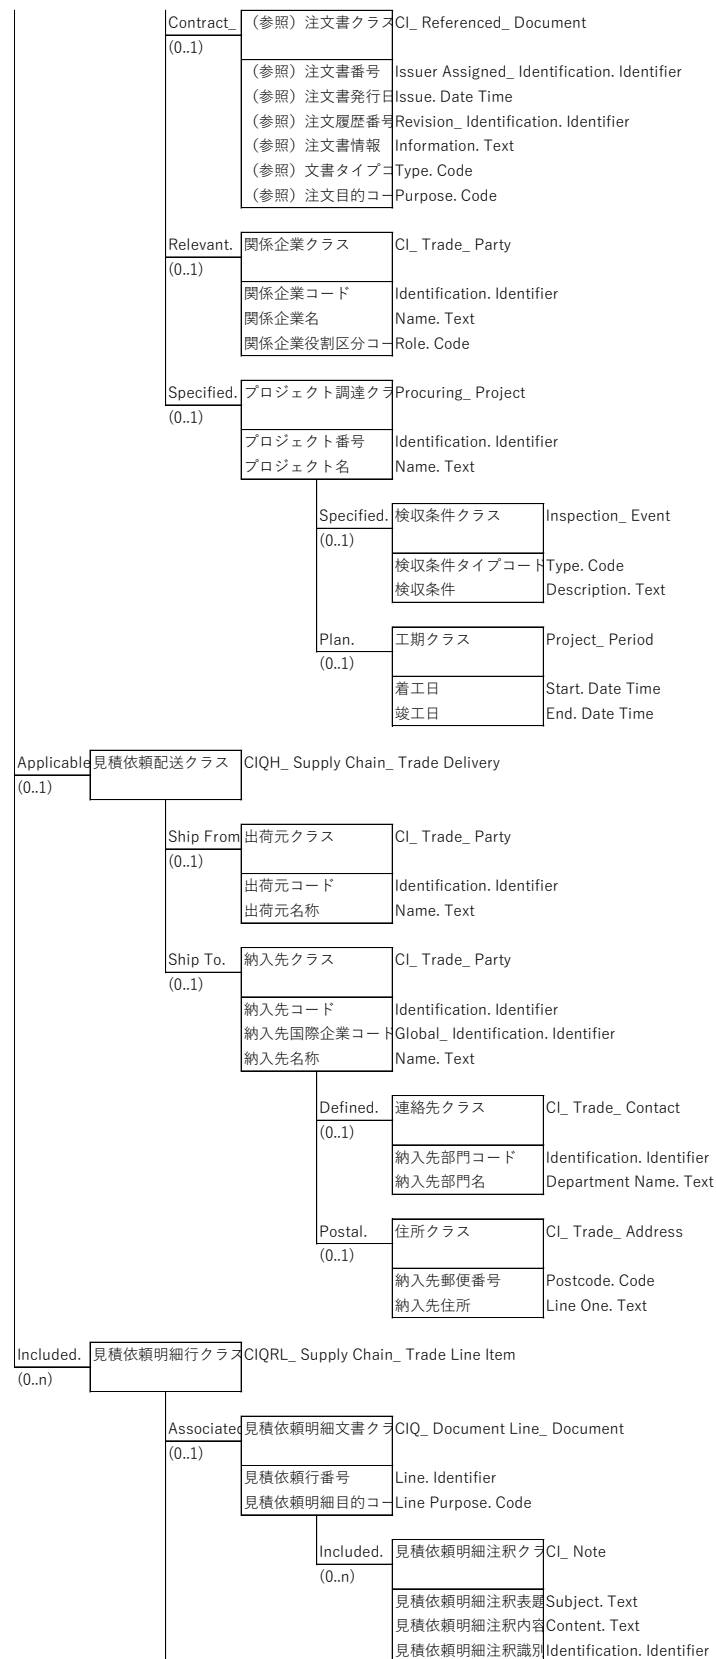 Contract_ （参照）注文書クラス CI_ Referenced_ Document
(0..1)
（参照）注文書番号 Issuer Assigned_ Identification. Identifier
（参照）注文書発行日 Issue. Date Time
（参照）注文履歴番号 Revision_ Identification. Identifier
（参照）注文書情報 Information. Text
（参照）文書タイプコ Type. Code
（参照）注文目的コー Purpose. Code
Relevant. 関係企業クラス CI_ Trade_ Party
(0..1)
関係企業コード Identification. Identifier
関係企業名 Name. Text
関係企業役割区分コー Role. Code
Specified. プロジェクト調達クラ Procuring_ Project
(0..1)
プロジェクト番号 Identification. Identifier
プロジェクト名 Name. Text
Specified. 検収条件クラス Inspection_ Event
(0..1)
検収条件タイプコード Type. Code
検収条件 Description. Text
Plan. 工期クラス Project_ Period
(0..1)
着工日 Start. Date Time
竣工日 End. Date Time
Applicable 見積依頼配送クラス CIQH_ Supply Chain_ Trade Delivery
(0..1)
Ship From 出荷元クラス CI_ Trade_ Party
(0..1)
出荷元コード Identification. Identifier
出荷元名称 Name. Text
Ship To. 納入先クラス CI_ Trade_ Party
(0..1)
納入先コード Identification. Identifier
納入先国際企業コード Global_ Identification. Identifier
納入先名称 Name. Text
Defined. 連絡先クラス CI_ Trade_ Contact
(0..1)
納入先部門コード Identification. Identifier
納入先部門名 Department Name. Text
Postal. 住所クラス CI_ Trade_ Address
(0..1)
納入先郵便番号 Postcode. Code
納入先住所 Line One. Text
Included. 見積依頼明細行クラス CIQRL_ Supply Chain_ Trade Line Item
(0..n)
Associated 見積依頼明細文書クラ CIQ_ Document Line_ Document
(0..1)
見積依頼行番号 Line. Identifier
見積依頼明細目的コー Line Purpose. Code
Included. 見積依頼明細注釈クラ CI_ Note
(0..n)
見積依頼明細注釈表題 Subject. Text
見積依頼明細注釈内容 Content. Text
見積依頼明細注釈識別 Identification. Identifier